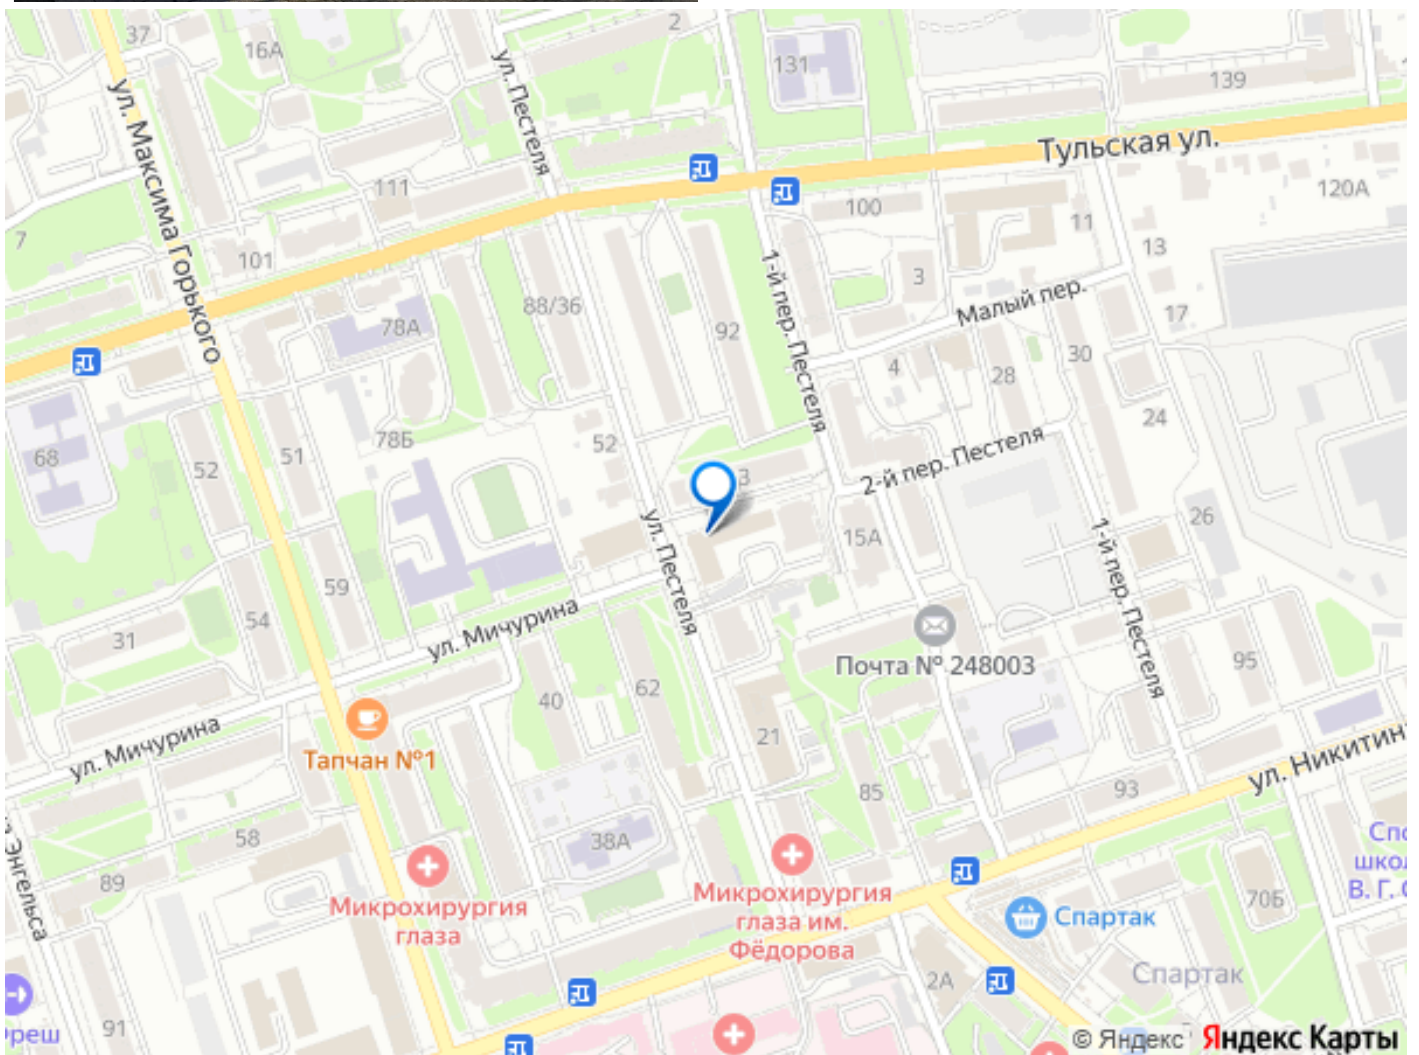 37
16А
2
131
139
ул. Пестеля
ул. Максима Горького
Тульская ул.
111
100
120А
7
101
11
13
3
1-й пер. Пестеля
88/36
Малый пер.
17
78А
92
30
4
28
24
68
52
51
78Б
52
3
2-й пер. Пестеля
26
15А
1-й пер. Пестеля
ул. Пестеля
59
31
54
ул. Мичурина
Почта № 248003
95
62
40
ул. Мичурина
Тапчан №1
21
ул. Никитин
85
93
58
38А
89
Энгельса
Микрохирургия
глаза
Микрохирургия
глаза им.
Фёдорова
Спартак
70Б
Спо
шко
В. Г. С
2А
Спартак
реш
91
© Яндекс Яндекс Карты